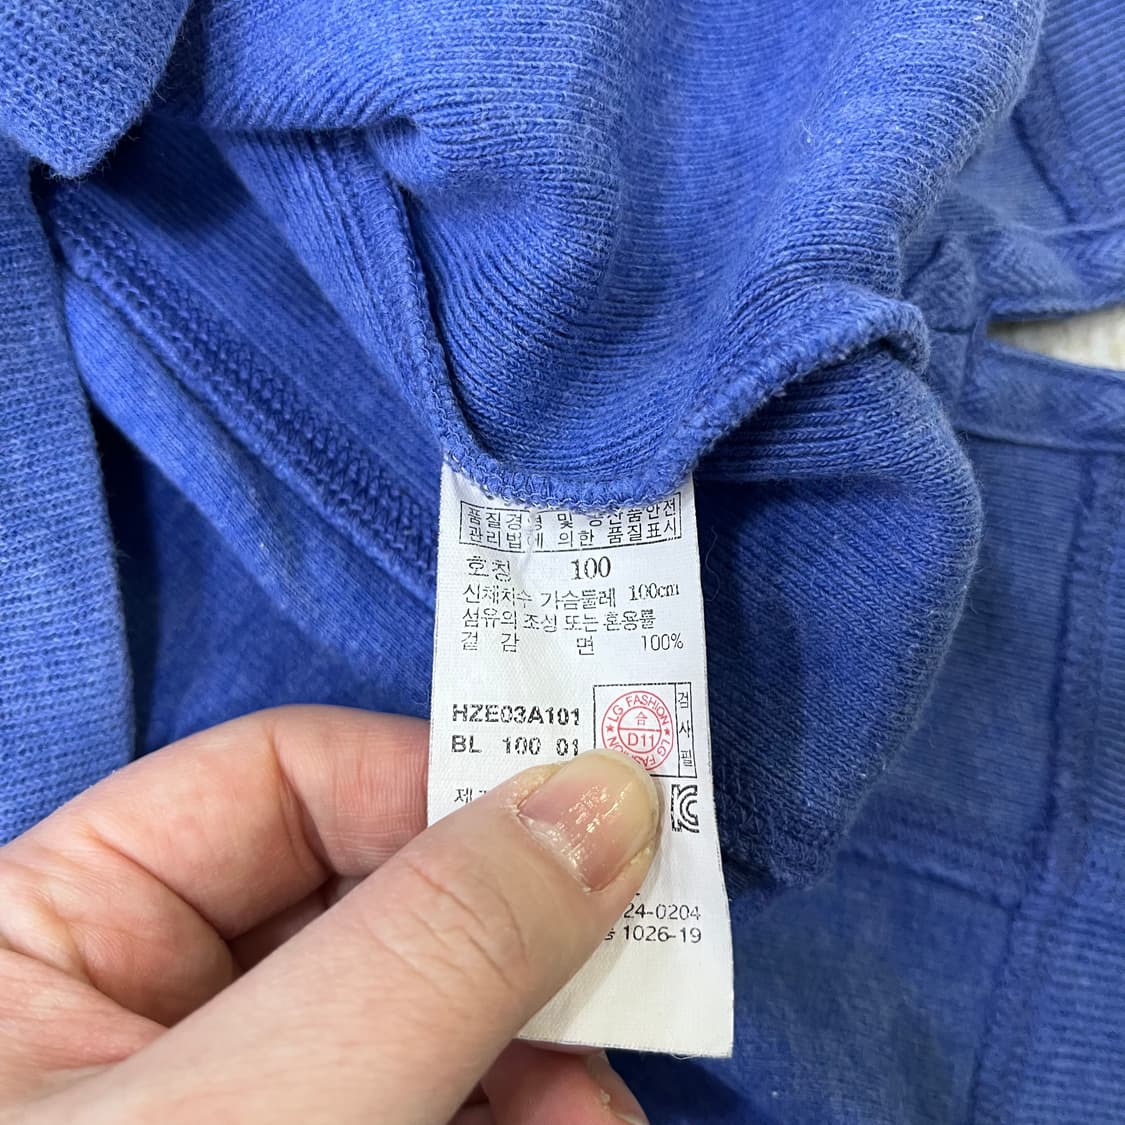 품질경영 및 공산품안전
관리법에 의한 품질표시
호칭 100
신체치수 가슴둘레 100cm
섬유의 조성 또는 혼용률
겉 감 면 100%
HZE03A101
BL 100 01
LG FASHION ★ LG FASHION ★
合
D11
검사필
24-0204
1026-19